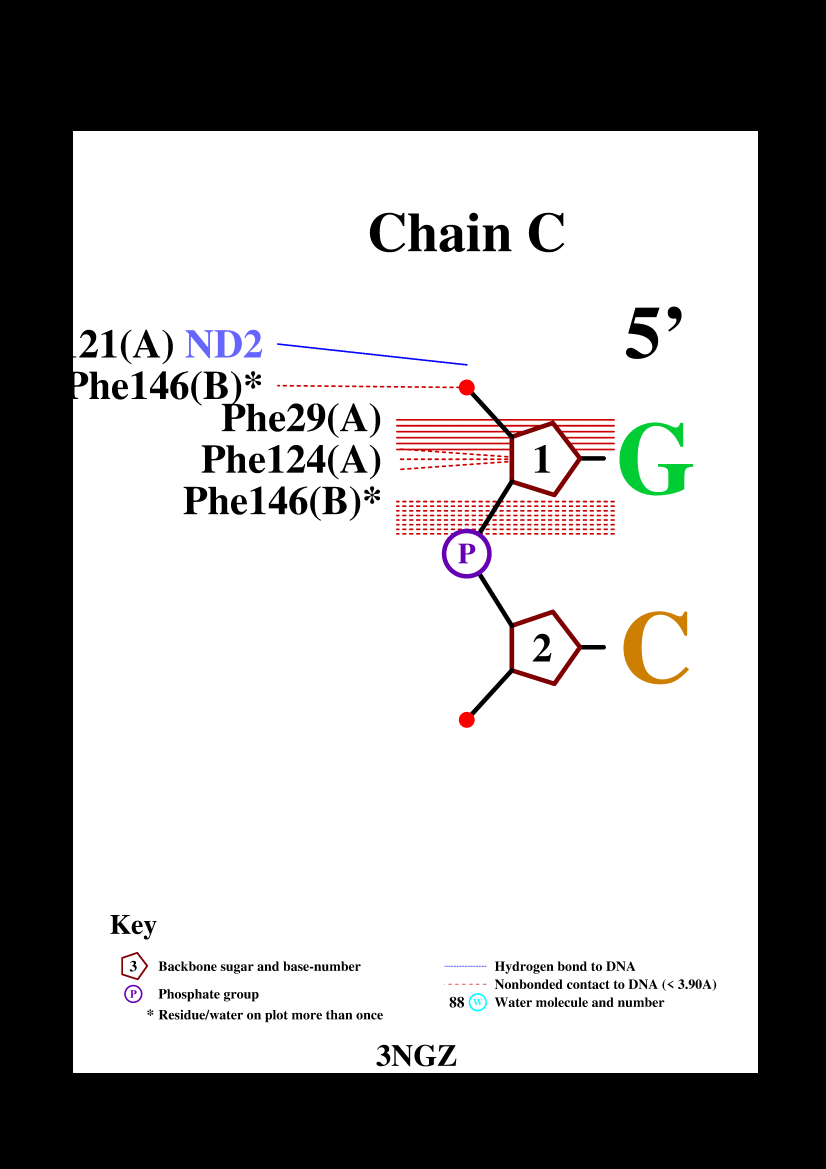 Chain C
5’
121(A) ND2
Phe146(B)*
Phe29(A)
Phe124(A)
1
G
Phe146(B)*
P
2
C
Key
3 Backbone sugar and base-number
P Phosphate group
* Residue/water on plot more than once
Hydrogen bond to DNA
Nonbonded contact to DNA (< 3.90A)
88 W Water molecule and number
3NGZ